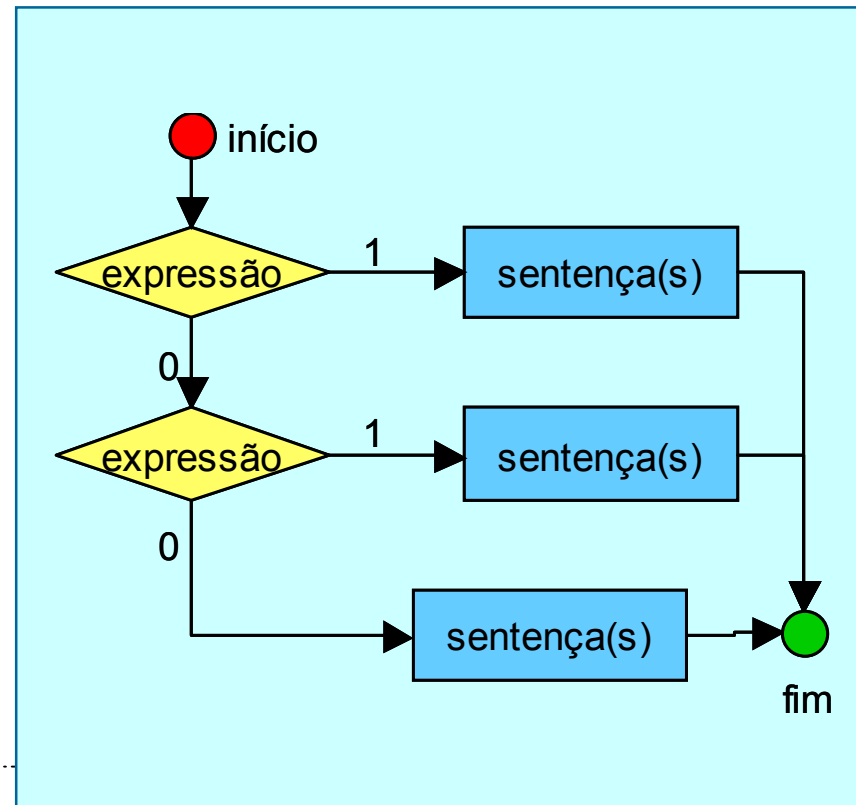 início
expressão
1
sentença(s)
0
expressão
1
sentença(s)
0
sentença(s)
fim